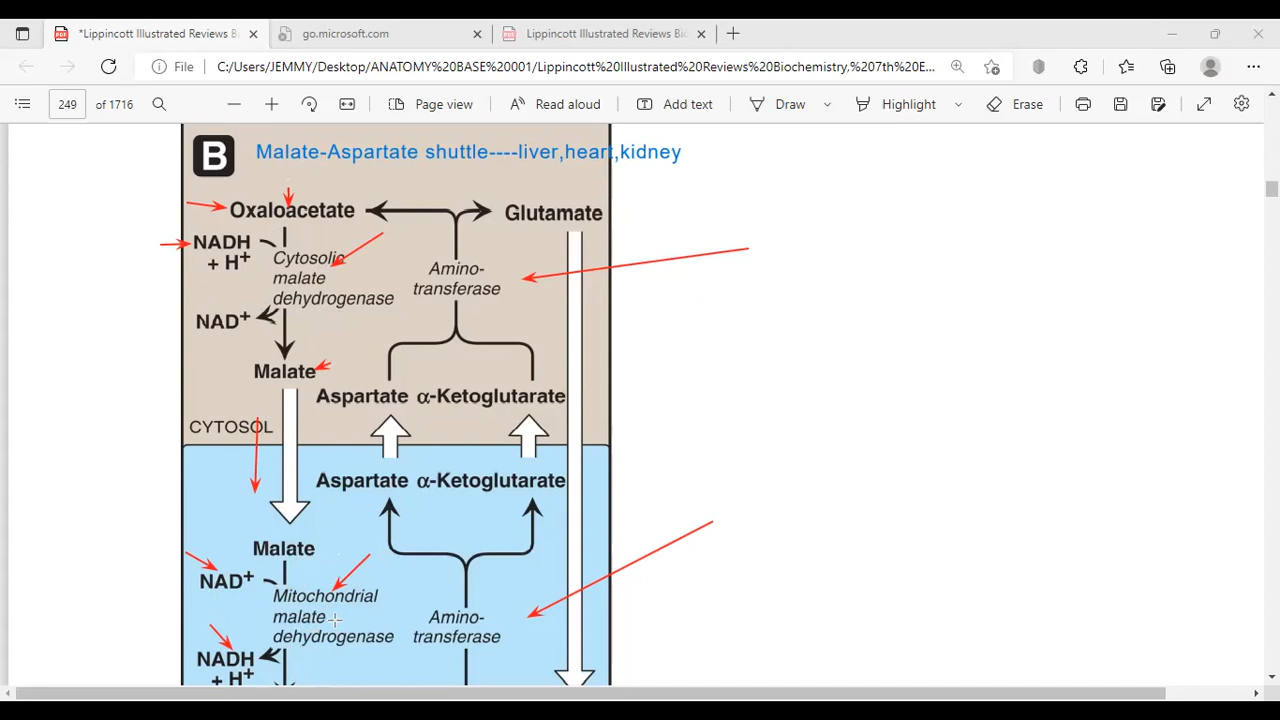 *Lippincott Illustrated Reviews Bi
go.microsoft.com
Lippincott Illustrated Reviews Bio
File
C:/Users/JEMMY/Desktop/ANATOMY%20BASE%20001/Lippincott%20Illustrated%20Reviews%20Biochemistry,%207th%20E...
249 of 1716
Page view
Read aloud
Add text
Draw
Highlight
Erase
B Malate-Aspartate shuttle----liver,heart,kidney
Oxaloacetate
Glutamate
NADH
+ H+
Cytosolic
malate
dehydrogenase
Amino-
transferase
NAD+
Malate
Aspartate α-Ketoglutarate
CYTOSOL
Aspartate α-Ketoglutarate
Malate
NAD+
Mitochondrial
malate
dehydrogenase
Amino-
transferase
NADH
+ H+